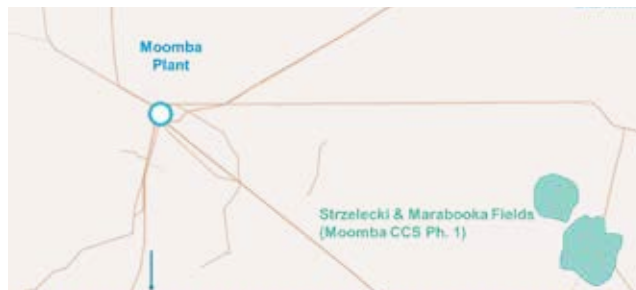 Moomba
Plant
Strzelecki & Marabooka Fields
(Moomba CCS Ph. 1)